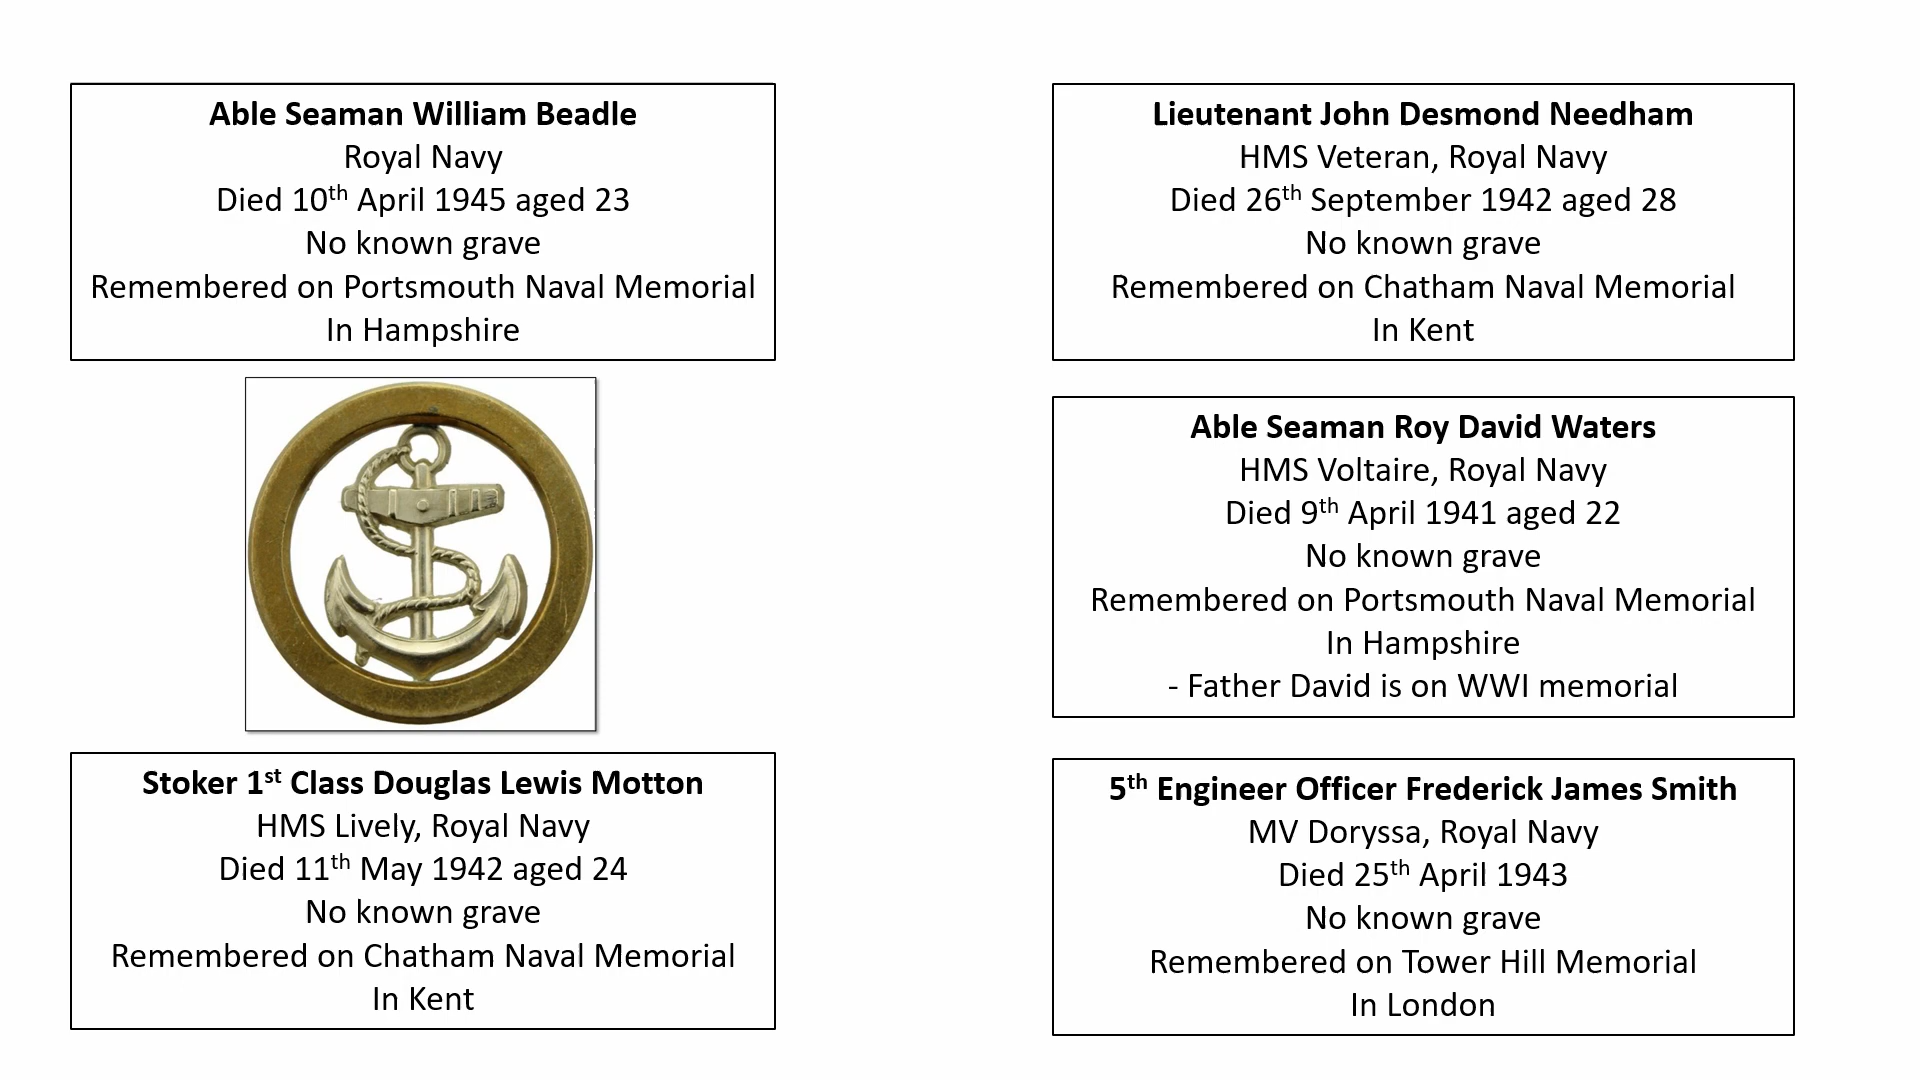 Able Seaman William Beadle
Royal Navy
Died 10th April 1945 aged 23
No known grave
Remembered on Portsmouth Naval Memorial
In Hampshire
Stoker 1st Class Douglas Lewis Motton
HMS Lively, Royal Navy
Died 11th May 1942 aged 24
No known grave
Remembered on Chatham Naval Memorial
In Kent
Lieutenant John Desmond Needham
HMS Veteran, Royal Navy
Died 26th September 1942 aged 28
No known grave
Remembered on Chatham Naval Memorial
In Kent
Able Seaman Roy David Waters
HMS Voltaire, Royal Navy
Died 9th April 1941 aged 22
No known grave
Remembered on Portsmouth Naval Memorial
In Hampshire
- Father David is on WWI memorial
5th Engineer Officer Frederick James Smith
MV Doryssa, Royal Navy
Died 25th April 1943
No known grave
Remembered on Tower Hill Memorial
In London